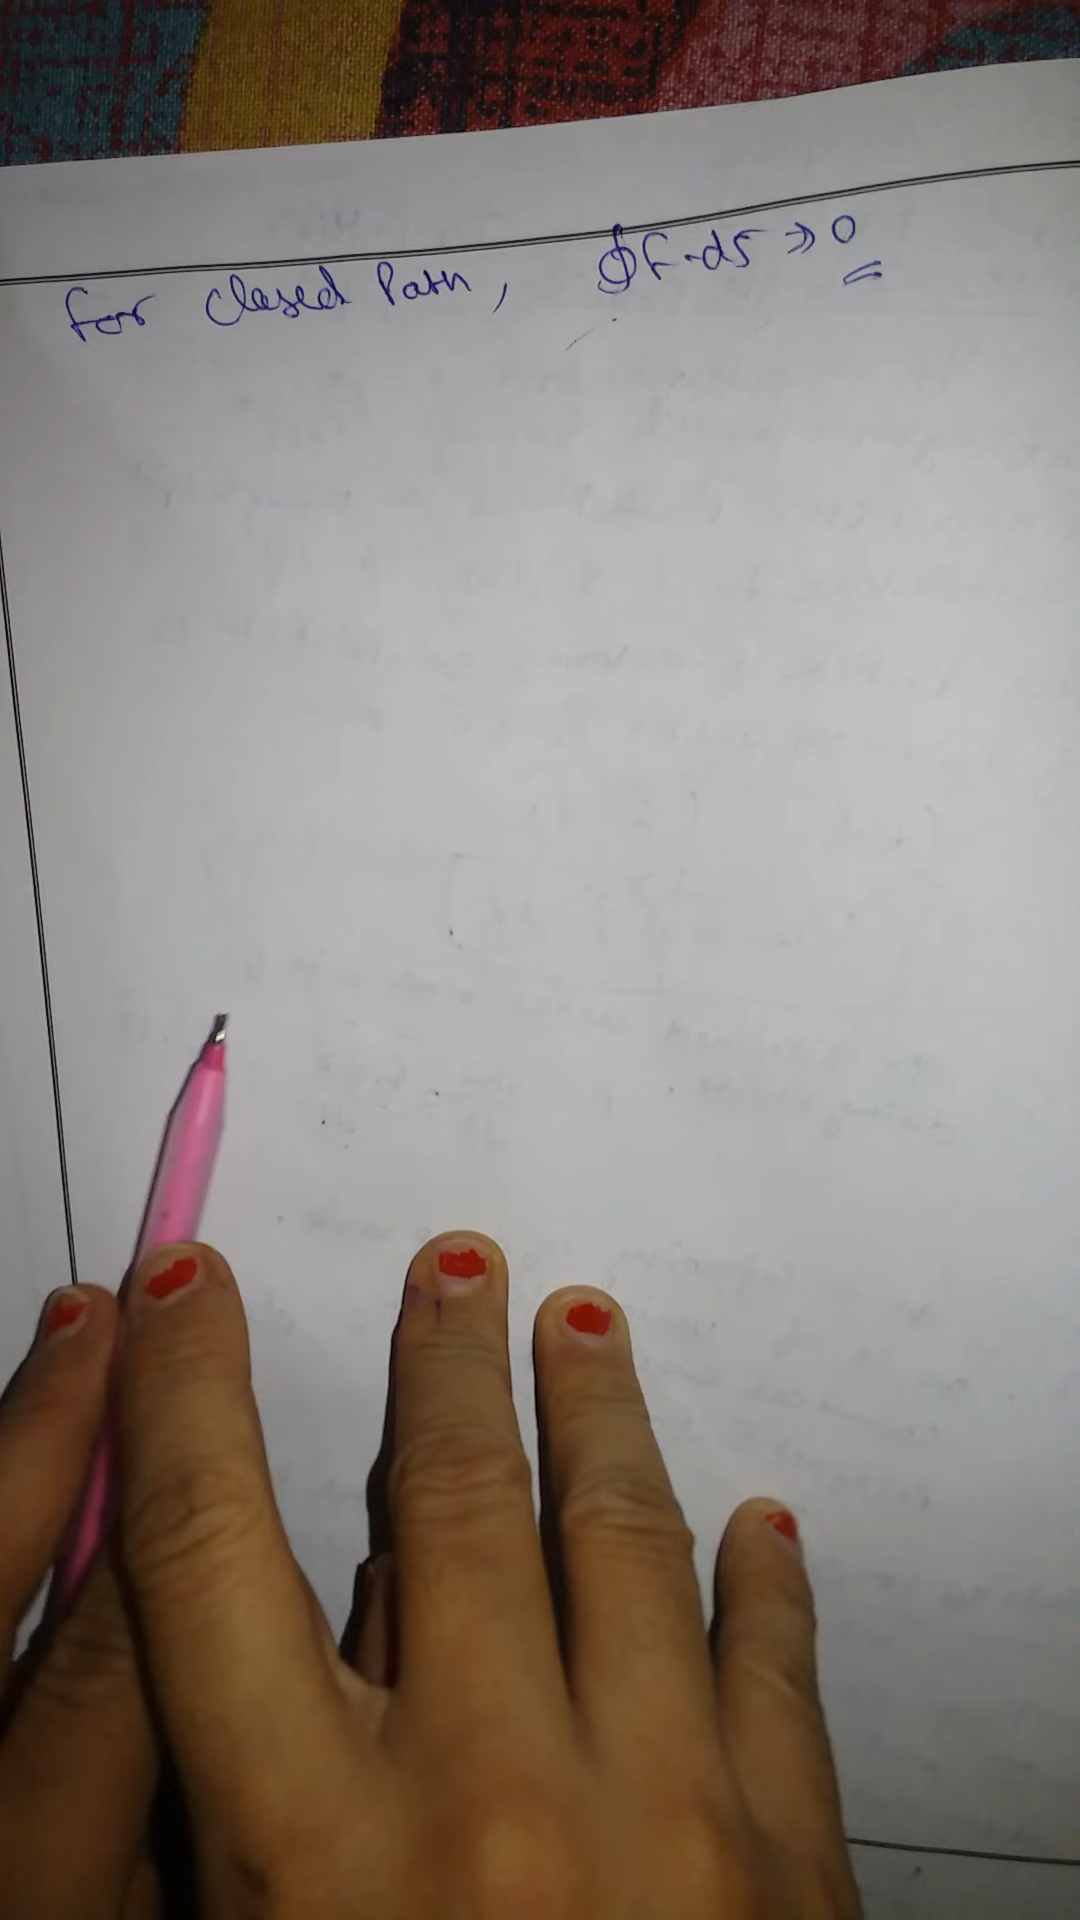 For Closed Path, ∮F.ds => 0